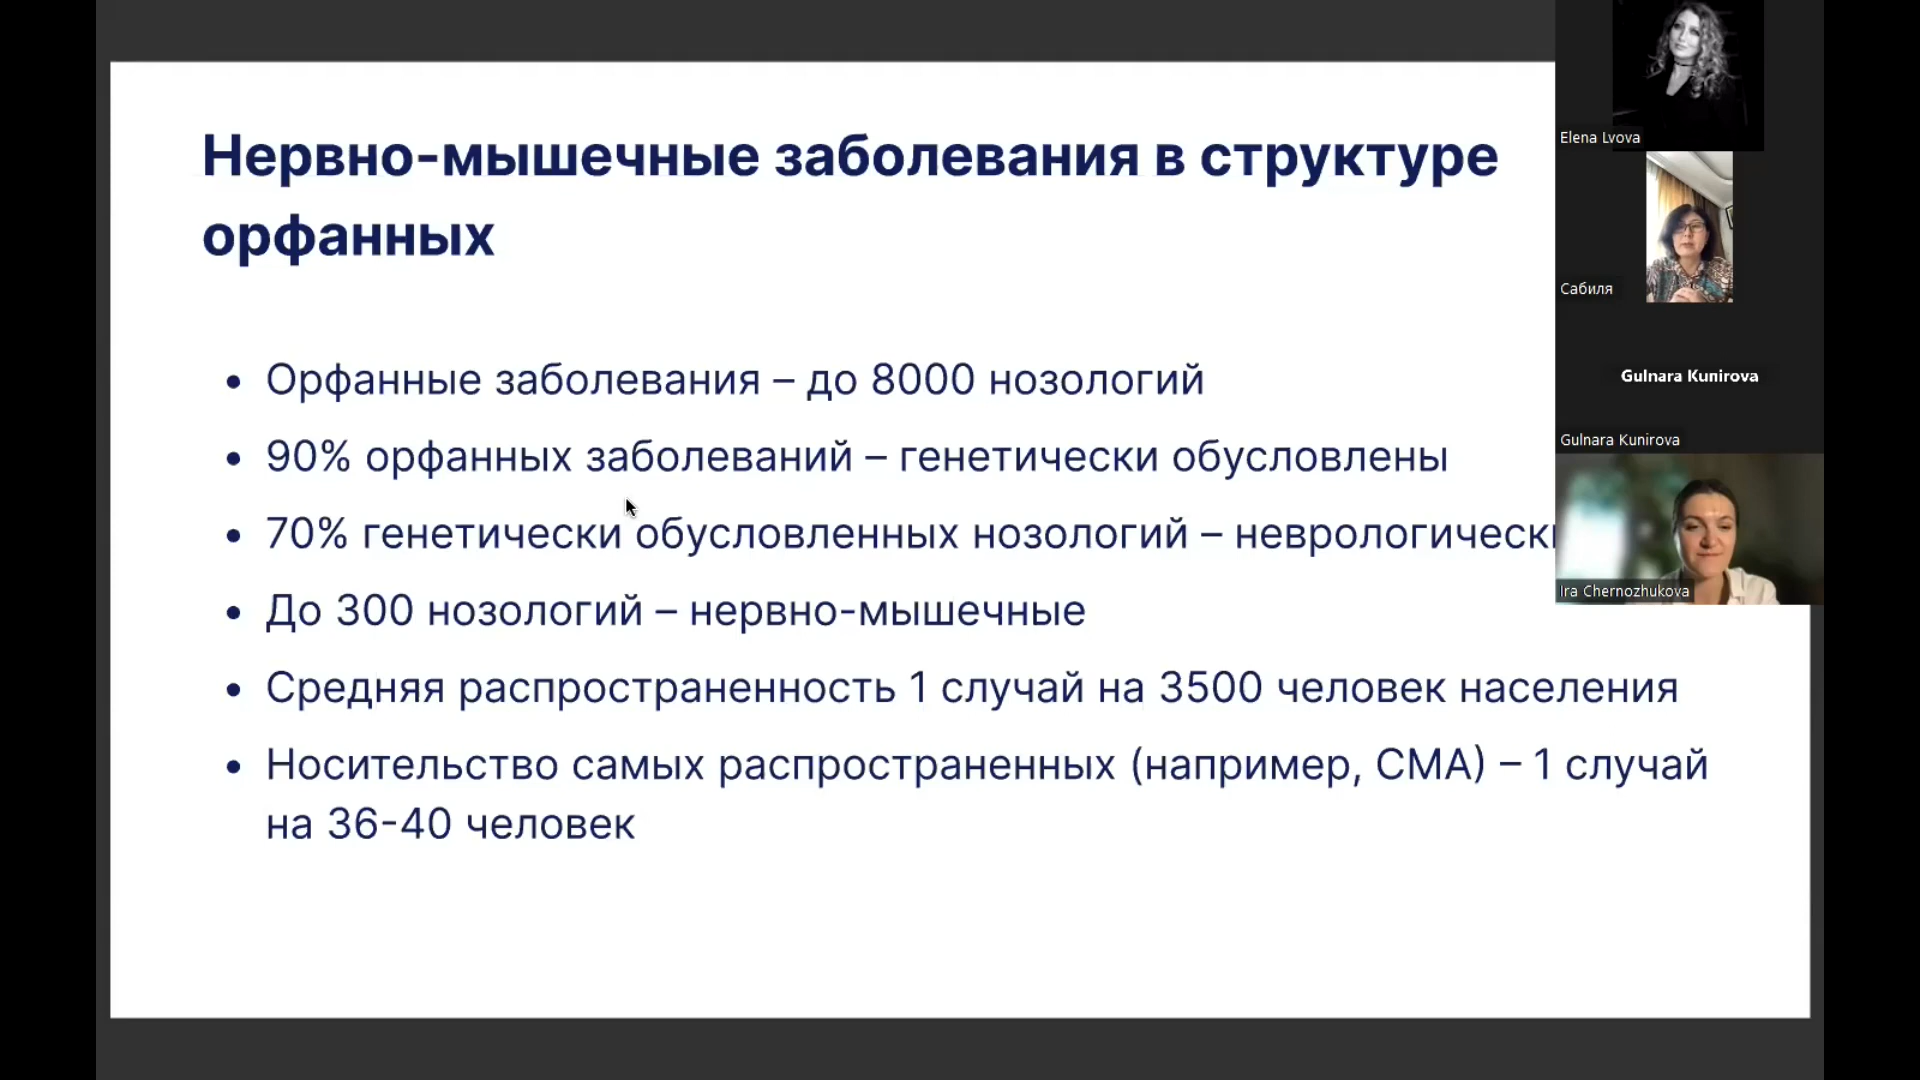 Нервно-мышечные заболевания в структуре
орфанных
• Орфанные заболевания – до 8000 нозологий
• 90% орфанных заболеваний – генетически обусловлены
• 70% генетически обусловленных нозологий –
• До 300 нозологий – нервно-мышечные
• Средняя распространенность 1 случай на 3500 человек населения
• Носительство самых распространенных (например, СМА) – 1 случай
на 36-40 человек
Elena Lvova
Сабиля
Gulnara Kunirova
Gulnara Kunirova
Ira Chernozhukova